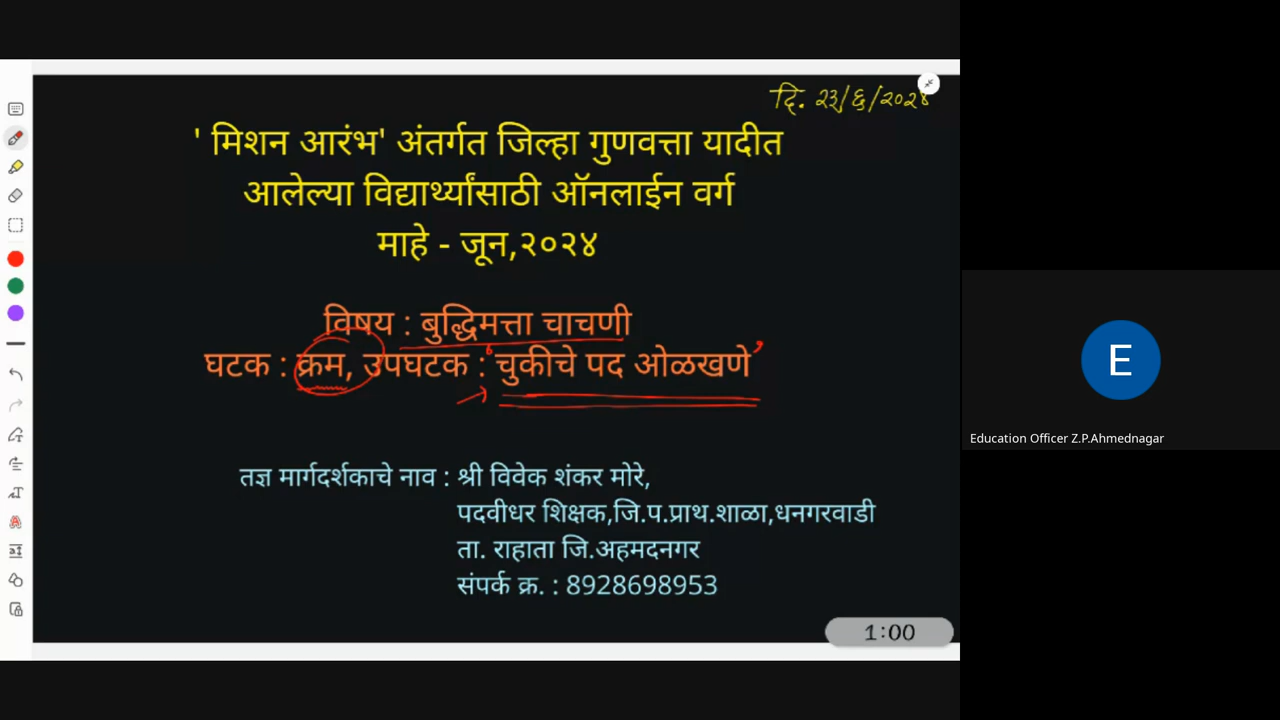 दि. २३/६/२०२४
' मिशन आरंभ' अंतर्गत जिल्हा गुणवत्ता यादीत
आलेल्या विद्यार्थ्यांसाठी ऑनलाईन वर्ग
माहे - जून,२०२४
विषय : बुद्धिमत्ता चाचणी
घटक : क्रम, उपघटक : 'चुकीचे पद ओळखणे'
तज्ञ मार्गदर्शकाचे नाव : श्री विवेक शंकर मोरे,
पदवीधर शिक्षक,जि.प.प्राथ.शाळा,धनगरवाडी
ता. राहाता जि.अहमदनगर
संपर्क क्र. : 8928698953
1:00
E
Education Officer Z.P.Ahmednagar